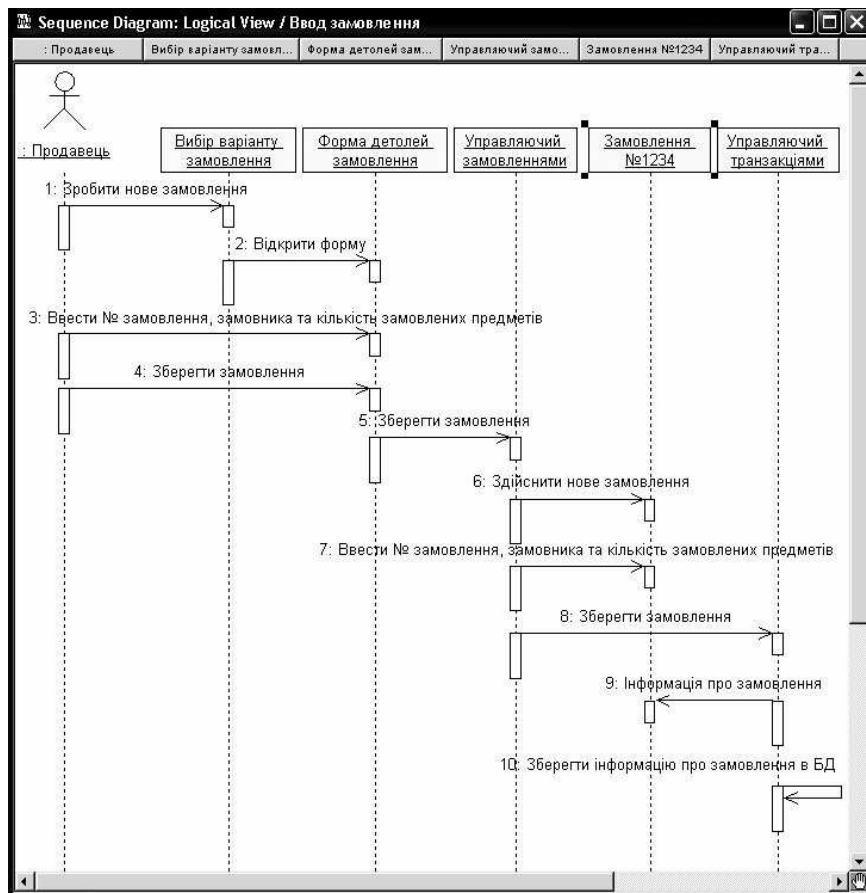 Sequence Diagram: Logical View / Ввод замовлення
: Продавець
Вибір варіанту замовл...
Форма детолей зам...
Управляючий замо...
Замовлення №1234
Управляючий тра...
: Продавець
Вибір варіанту
замовлення
Форма детолей
замовлення
Управляючий
замовленнями
Замовлення
№1234
Управляючий
транзакціями
1: Зробити нове замовлення
2: Відкрити форму
3: Ввести № замовлення, замовника та кількість замовлених предметів
4: Зберегти замовлення
5: Зберегти замовлення
6: Здійснити нове замовлення
7: Ввести № замовлення, замовника та кількість замовлених предметів
8: Зберегти замовлення
9: Інформація про замовлення
10: Зберегти інформацію про замовлення в БД